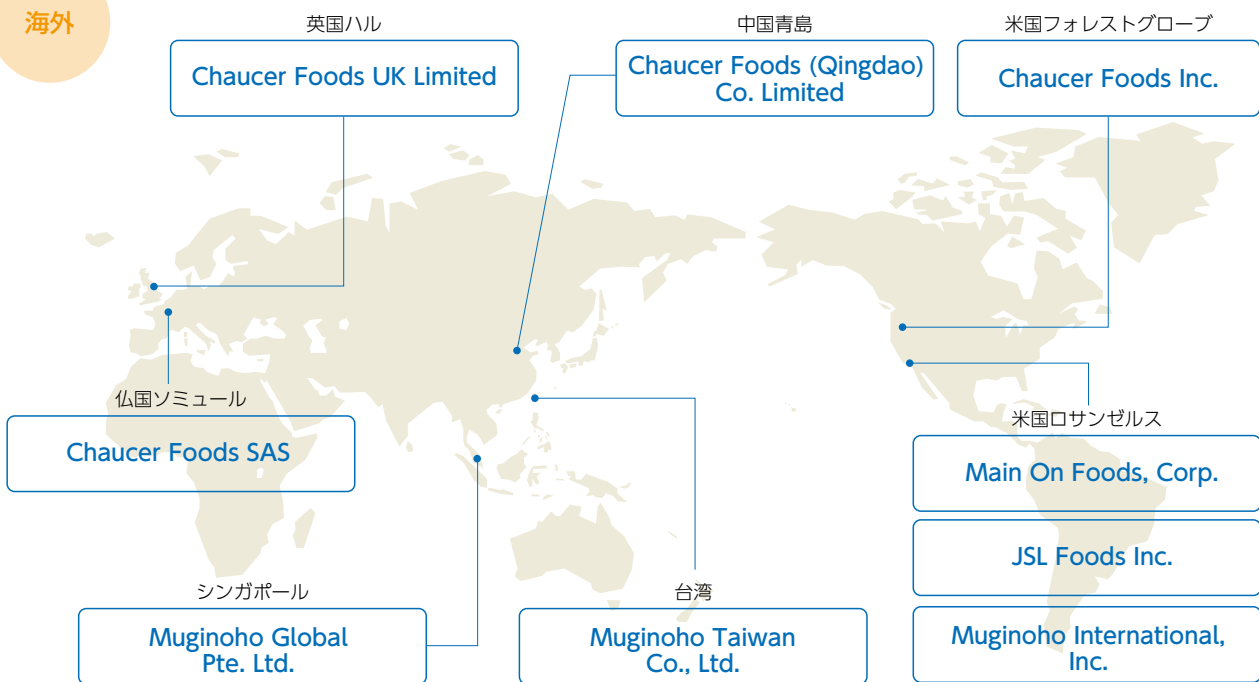 海外
英国ハル
Chaucer Foods UK Limited
中国青島
Chaucer Foods (Qingdao)
Co. Limited
米国フォレストグローブ
Chaucer Foods Inc.
仏国ソミュール
Chaucer Foods SAS
米国ロサンゼルス
Main On Foods, Corp.
JSL Foods Inc.
Muginoho International,
Inc.
シンガポール
Muginoho Global
Pte. Ltd.
台湾
Muginoho Taiwan
Co., Ltd.